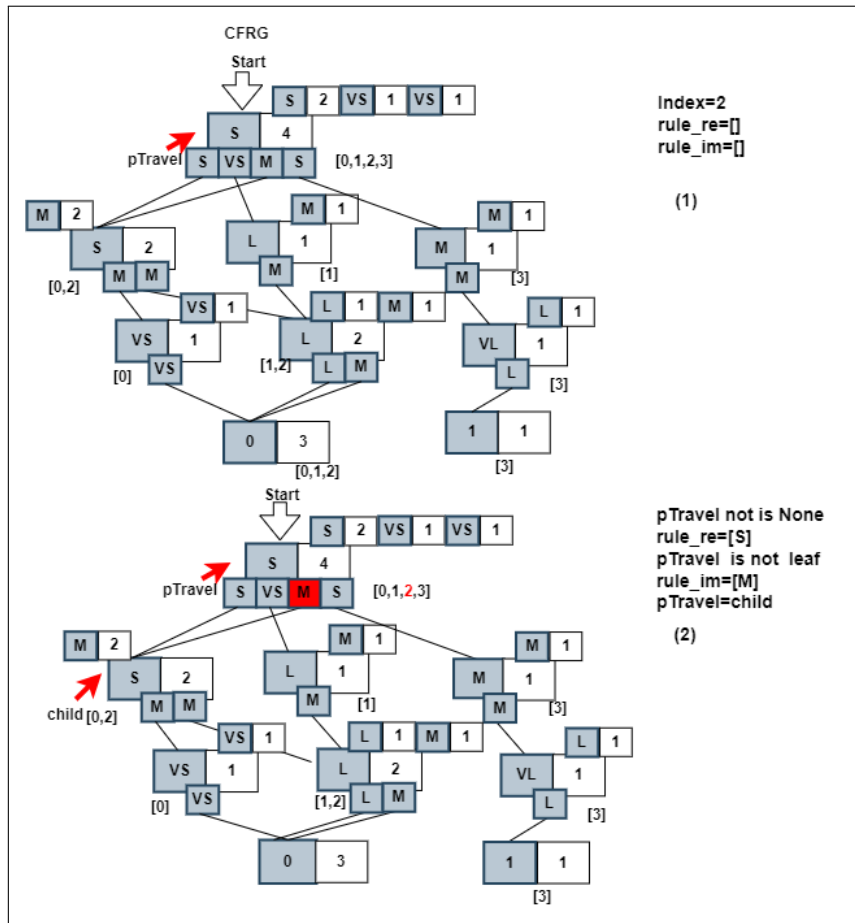 CFRG
Start
S 2 VS 1 VS 1
S 4
pTravel
S VS M S
[0,1,2,3]
Index=2
rule_re=[]
rule_im=[]
(1)
M 2
M 1
M 1
S 2
L 1
M 1
M M
M
M
[0,2]
[1]
[3]
VS 1
L 1 M 1
L 1
VS 1
L 2
VL 1
VS
L M
L
[0]
[1,2]
[3]
0 3
1 1
[0,1,2]
[3]
Start
S 2 VS 1 VS 1
S 4
pTravel
S VS M S
[0,1,2,3]
pTravel not is None
rule_re=[S]
pTravel is not leaf
rule_im=[M]
pTravel=child
(2)
M 2
M 1
M 1
S 2
L 1
M 1
child [0,2]
M M
M
M
[1]
[3]
VS 1
L 1 M 1
L 1
VS 1
L 2
VL 1
VS
L M
L
[0]
[1,2]
[3]
0 3
1 1
[3]